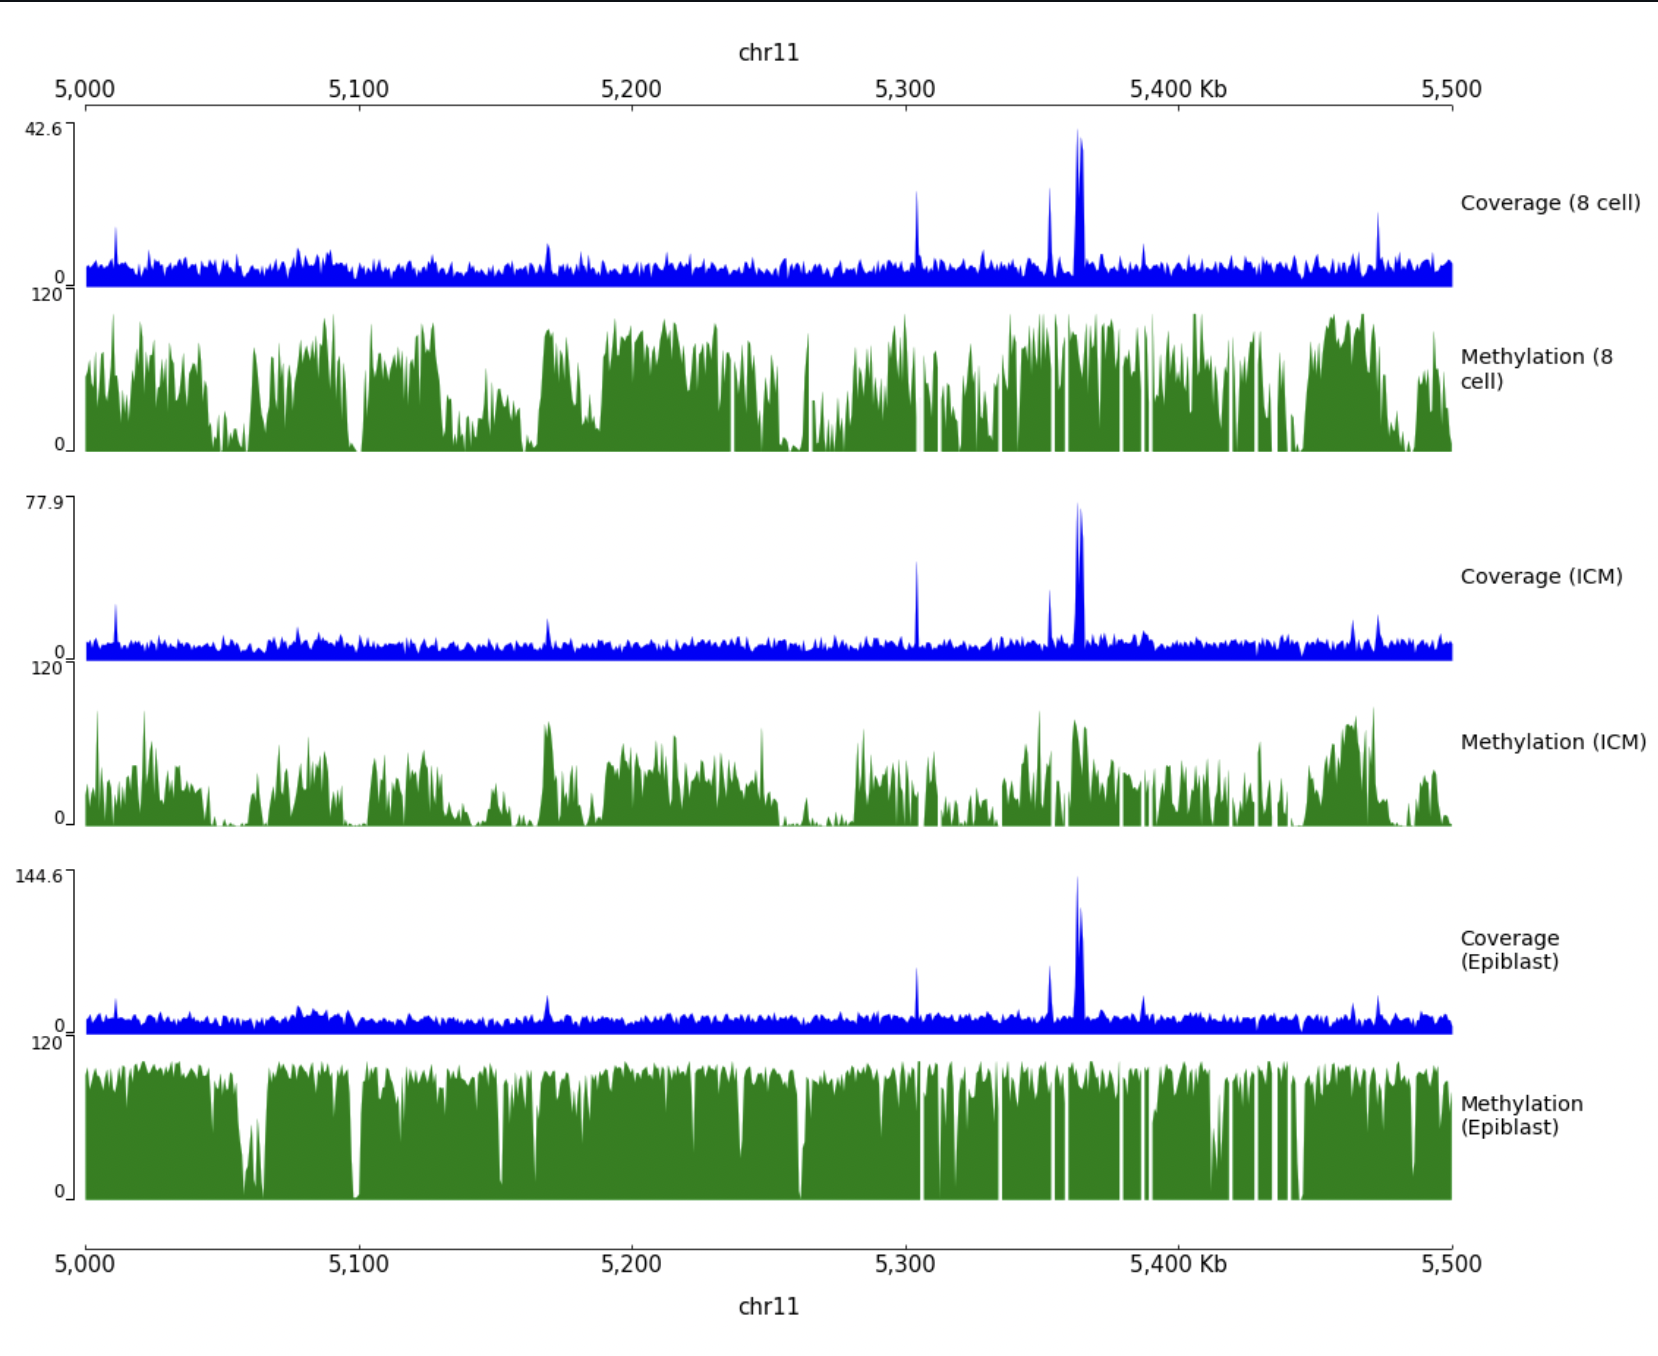 chr11
5,000 5,100 5,200 5,300 5,400 Kb 5,500
42.6
Coverage (8 cell)
0
120
Methylation (8
cell)
0
77.9
Coverage (ICM)
0
120
Methylation (ICM)
0
144.6
Coverage
(Epiblast)
0
120
Methylation
(Epiblast)
0
5,000 5,100 5,200 5,300 5,400 Kb 5,500
chr11